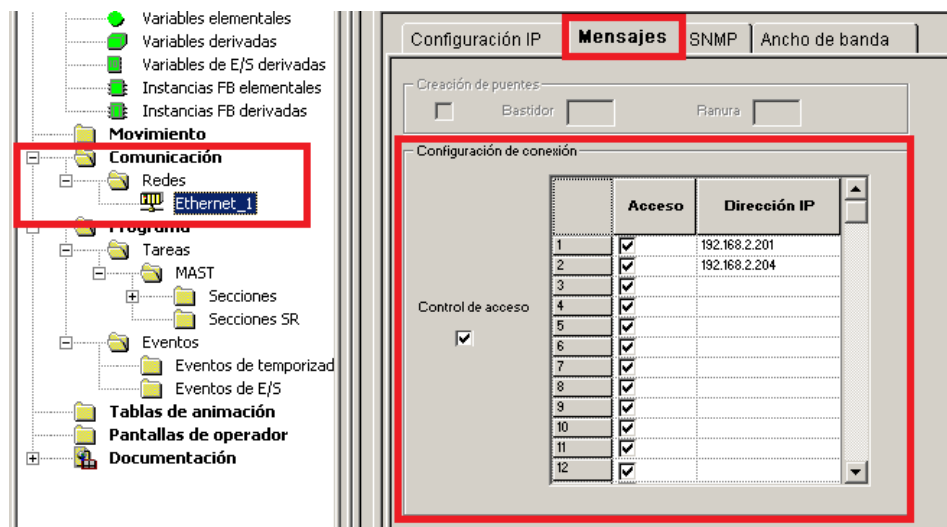 Variables elementales
Variables derivadas
Variables de E/S derivadas
Instancias FB elementales
Instancias FB derivadas
Movimiento
Comunicación
Redes
Ethernet_1
Programa
Tareas
MAST
Secciones
Secciones SR
Eventos
Eventos de temporizad
Eventos de E/S
Tablas de animación
Pantallas de operador
Documentación
Configuración IP Mensajes SNMP Ancho de banda
Creación de puentes
Bastidor Ranura
Configuración de conexión
Acceso Dirección IP
1 192.168.2.201
2 192.168.2.204
3
4
5
6
7
8
9
10
11
12
Control de acceso